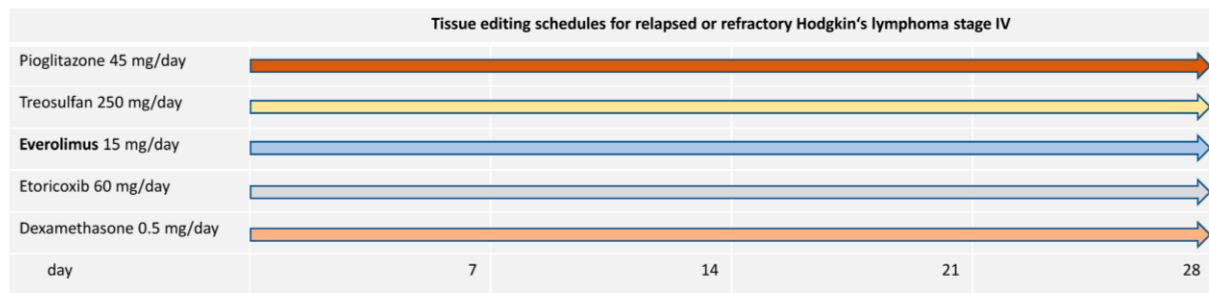 Tissue editing schedules for relapsed or refractory Hodgkin‘s lymphoma stage IV
Pioglitazone 45 mg/day
Treosulfan 250 mg/day
Everolimus 15 mg/day
Etoricoxib 60 mg/day
Dexamethasone 0.5 mg/day
day 7 14 21 28